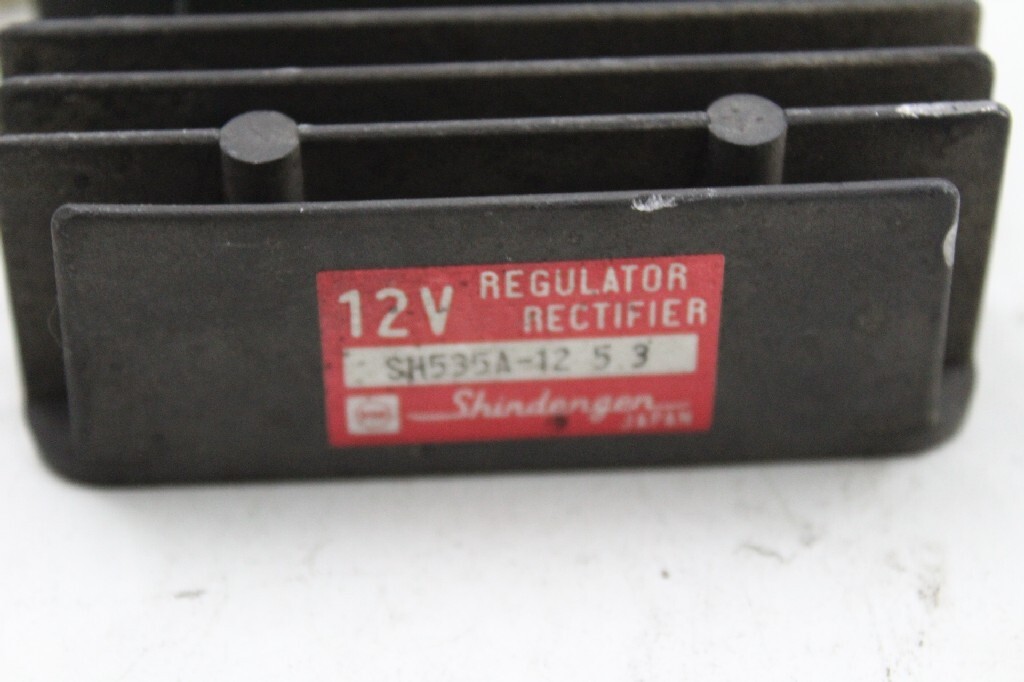 12V REGULATOR
RECTIFIER
SH535A-12 5.3
Shindengen
JAPAN